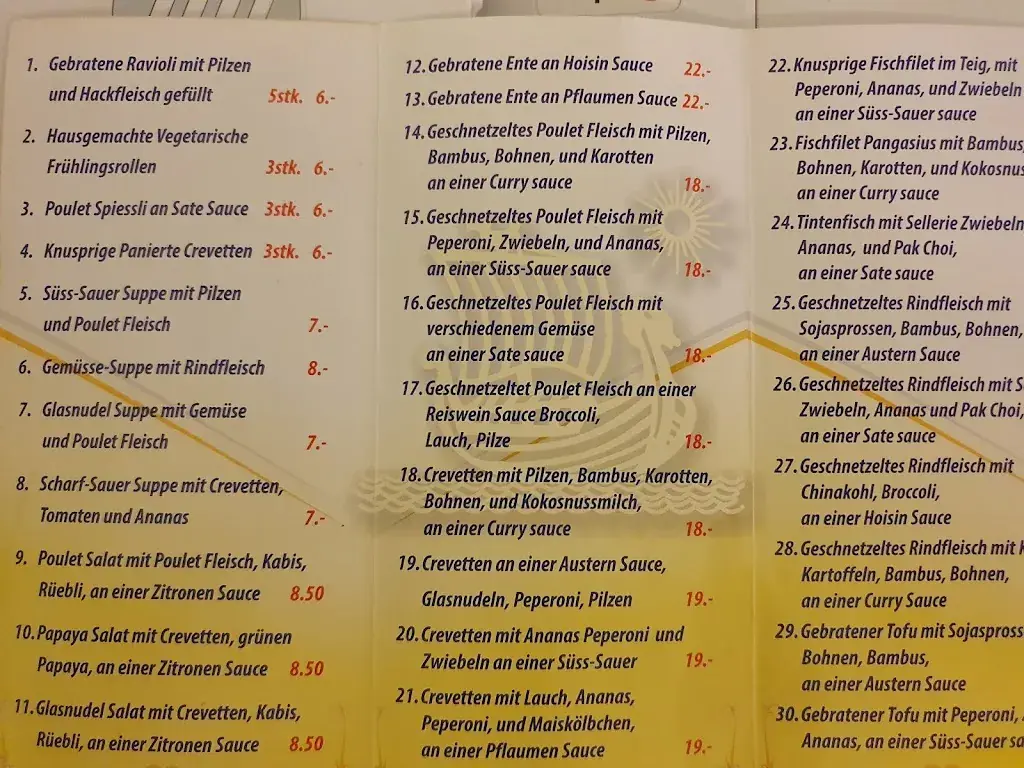 1. Gebratene Ravioli mit Pilzen
und Hackfleisch gefüllt 5stk. 6.-
2. Hausgemachte Vegetarische
Frühlingsrollen 3stk. 6.-
3. Poulet Spiessli an Sate Sauce 3stk. 6.-
4. Knusprige Panierte Crevetten 3stk. 6.-
5. Süss-Sauer Suppe mit Pilzen
und Poulet Fleisch 7.-
6. Gemüsse-Suppe mit Rindfleisch 8.-
7. Glasnudel Suppe mit Gemüse
und Poulet Fleisch 7.-
8. Scharf-Sauer Suppe mit Crevetten,
Tomaten und Ananas 7.-
9. Poulet Salat mit Poulet Fleisch, Kabis,
Rüebli, an einer Zitronen Sauce 8.50
10. Papaya Salat mit Crevetten, grünen
Papaya, an einer Zitronen Sauce 8.50
11. Glasnudel Salat mit Crevetten, Kabis,
Rüebli, an einer Zitronen Sauce 8.50
12. Gebratene Ente an Hoisin Sauce 22.-
13. Gebratene Ente an Pflaumen Sauce 22.-
14. Geschnetzeltes Poulet Fleisch mit Pilzen,
Bambus, Bohnen, und Karotten
an einer Curry sauce 18.-
15. Geschnetzeltes Poulet Fleisch mit
Peperoni, Zwiebeln, und Ananas,
an einer Süss-Sauer sauce 18.-
16. Geschnetzeltes Poulet Fleisch mit
verschiedenem Gemüse
an einer Sate sauce 18.-
17. Geschnetzeltet Poulet Fleisch an einer
Reiswein Sauce Broccoli,
Lauch, Pilze 18.-
18. Crevetten mit Pilzen, Bambus, Karotten,
Bohnen, und Kokosnussmilch,
an einer Curry sauce 18.-
19. Crevetten an einer Austern Sauce,
Glasnudeln, Peperoni, Pilzen 19.-
20. Crevetten mit Ananas Peperoni und
Zwiebeln an einer Süss-Sauer 19.-
21. Crevetten mit Lauch, Ananas,
Peperoni, und Maiskölbchen,
an einer Pflaumen Sauce 19.-
22. Knusprige Fischfilet im Teig, mit
Peperoni, Ananas, und Zwiebeln
an einer Süss-Sauer sauce
23. Fischfilet Pangasius mit Bambus,
Bohnen, Karotten, und Kokosnus
an einer Curry sauce
24. Tintenfisch mit Sellerie Zwiebeln
Ananas, und Pak Choi,
an einer Sate sauce
25. Geschnetzeltes Rindfleisch mit
Sojasprossen, Bambus, Bohnen,
an einer Austern Sauce
26. Geschnetzeltes Rindfleisch mit S
Zwiebeln, Ananas und Pak Choi,
an einer Sate sauce
27. Geschnetzeltes Rindfleisch mit
Chinakohl, Broccoli,
an einer Hoisin Sauce
28. Geschnetzeltes Rindfleisch mit K
Kartoffeln, Bambus, Bohnen,
an einer Curry Sauce
29. Gebratener Tofu mit Sojaspross
Bohnen, Bambus,
an einer Austern Sauce
30. Gebratener Tofu mit Peperoni,
Ananas, an einer Süss-Sauer sa